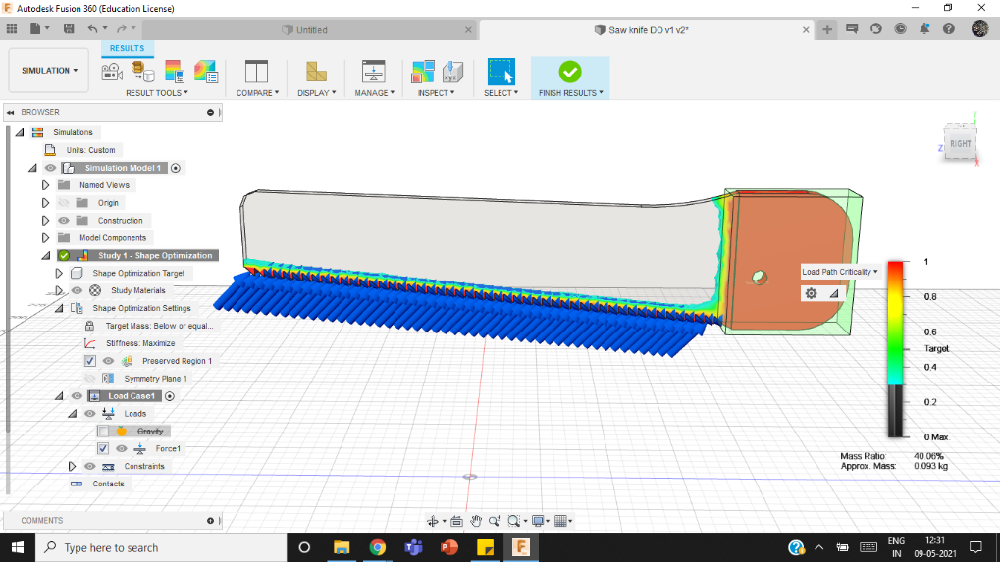 Autodesk Fusion 360 (Education License)
Untitled
Saw knife DO v1 v2*
RESULTS
SIMULATION
RESULT TOOLS
COMPARE
DISPLAY
MANAGE
INSPECT
SELECT
FINISH RESULTS
BROWSER
Simulations
Units: Custom
Simulation Model 1
Named Views
Origin
Construction
Model Components
Study 1 - Shape Optimization
Shape Optimization Target
Study Materials
Shape Optimization Settings
Target Mass: Below or equal...
Stiffness: Maximize
Preserved Region 1
Symmetry Plane 1
Load Case1
Loads
Gravity
Force1
Constraints
Contacts
Y
RIGHT
Z
X
Load Path Criticality
1
0.8
0.6
Target
0.4
0.2
0 Max.
Mass Ratio: 40.06%
Approx. Mass: 0.093 kg
COMMENTS
Type here to search
ENG
IN
12:31
09-05-2021